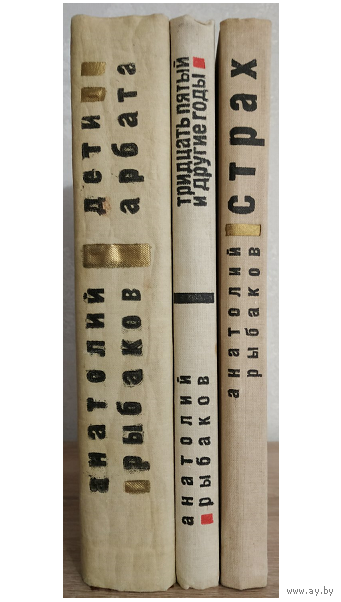 анатолий
рыбаков
дети
арбата
анатолий
рыбаков
тридцать пятый
и другие годы
анатолий
рыбаков
страх
www.ay.by